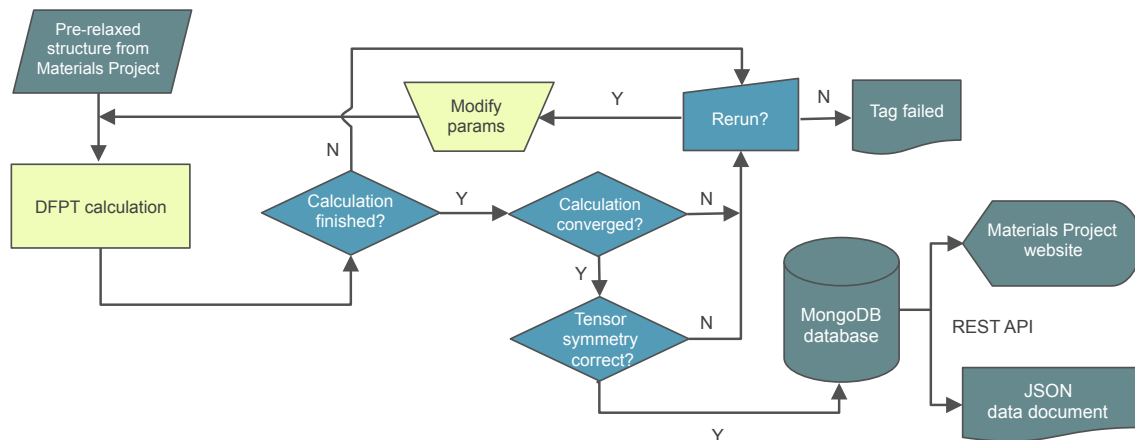 Pre-relaxed
structure from
Materials Project
Modify
params
Y
Rerun?
N
Tag failed
N
DFPT calculation
Calculation
finished?
Y
Calculation
converged?
N
Y
Tensor
symmetry
correct?
N
Y
MongoDB
database
Materials Project
website
REST API
JSON
data document